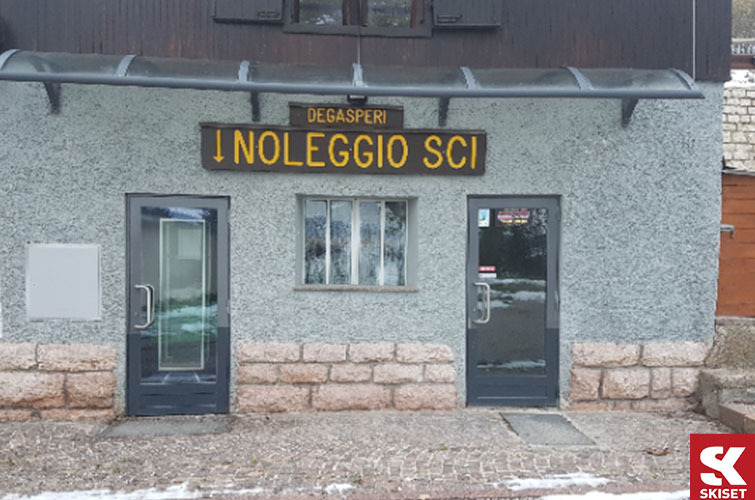 DEGASPERI
↓NOLEGGIO SCI
SK
SKISET